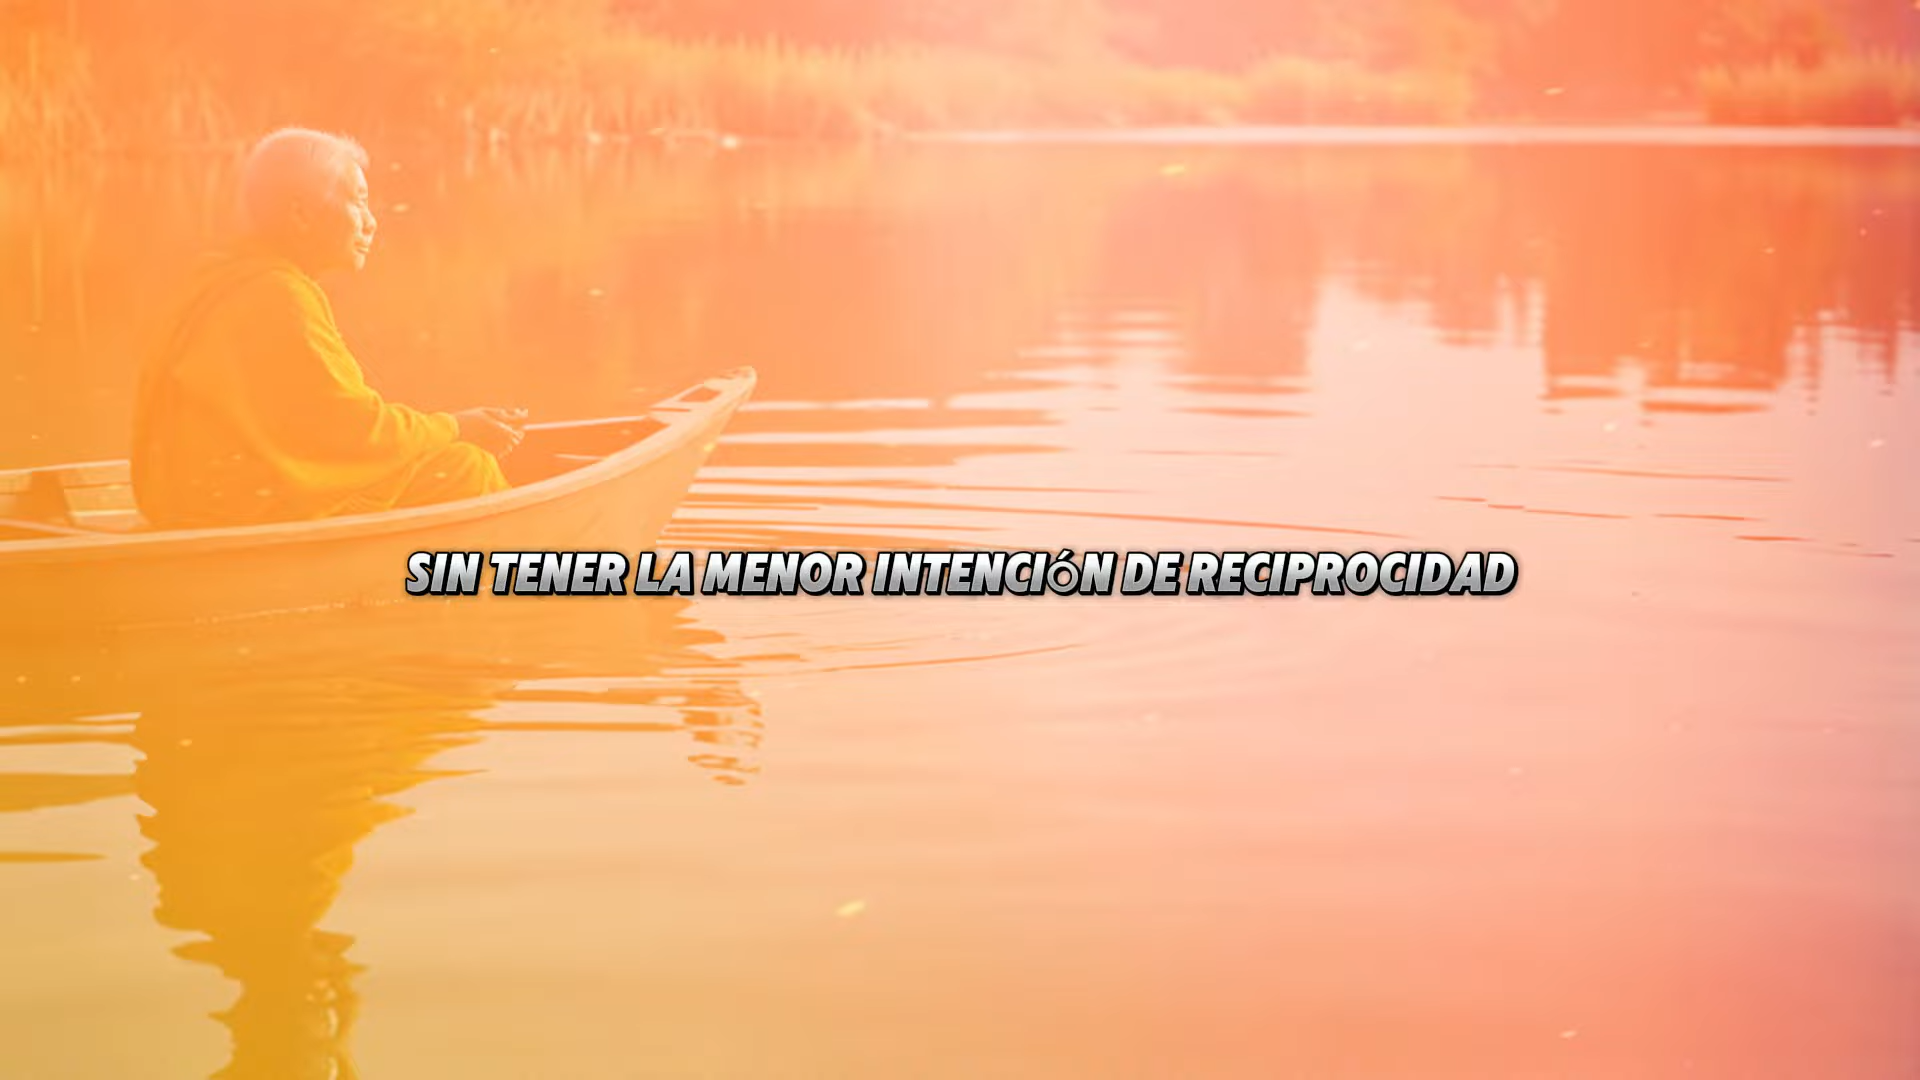 SIN TENER LA MENOR INTENCIóN DE RECIPROCIDAD